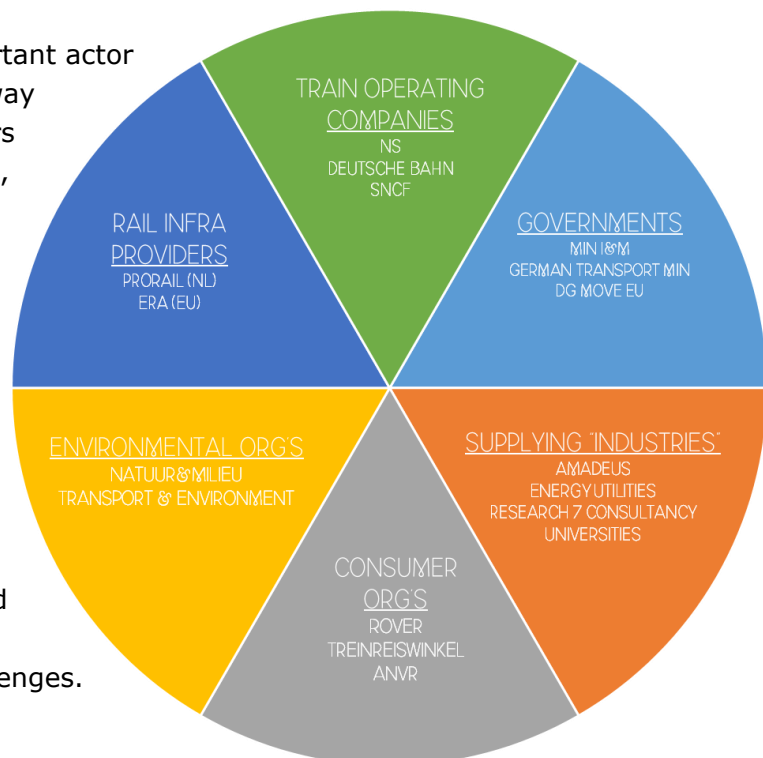 rtant actor
vay
rs
,
d
enges.
TRAIN OPERATING
COMPANIES
NS
DEUTSCHE BAHN
SNCF
GOVERNMENTS
MIN I&M
GERMAN TRANSPORT MIN
DG MOVE EU
SUPPLYING "INDUSTRIES"
AMADEUS
ENERGY UTILITIES
RESEARCH 7 CONSULTANCY
UNIVERSITIES
CONSUMER
ORG'S
ROVER
TREINREISWINKEL
ANVR
ENVIRONMENTAL ORG'S
NATUUR&MILIEU
TRANSPORT & ENVIRONMENT
RAIL INFRA
PROVIDERS
PRORAIL (NL)
ERA (EU)